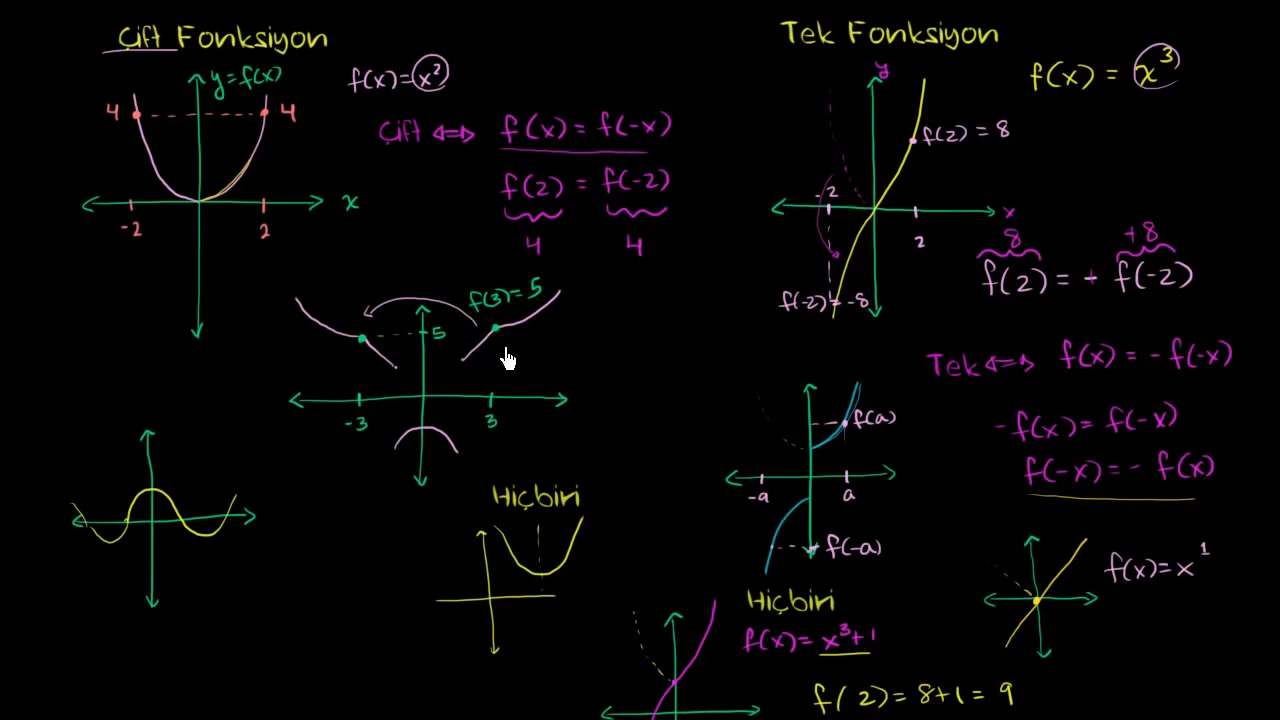 Çift Fonksiyon
y=f(x)
f(x)=x²
4
4
-2
2
x
Çift ⟺ f(x)=f(-x)
f(2)=f(-2)
4
4
f(3)=5
5
-3
3
Hiçbiri
Tek Fonksiyon
f(x) = x³
y
f(2)=8
-2
x
2
f(-2)=-8
8
+8
f(2)=+ f(-2)
Tek ⟺ f(x)=-f(-x)
-f(x)=f(-x)
f(-x)=-f(x)
f(a)
-a
a
f(-a)
f(x)=x¹
Hiçbiri
f(x)=x³+1
f(2)=8+1=9